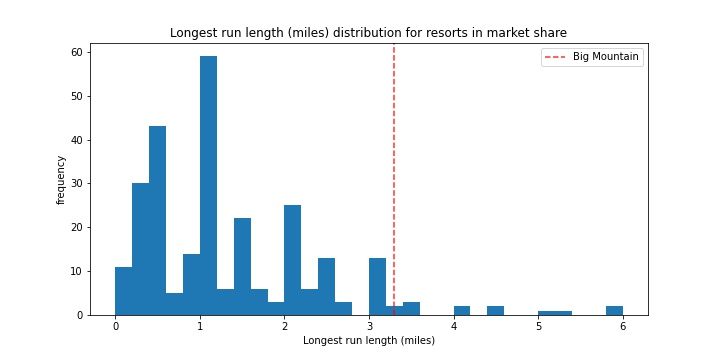 Longest run length (miles) distribution for resorts in market share
Big Mountain
60
50
40
30
20
10
0
frequency
0 1 2 3 4 5 6
Longest run length (miles)